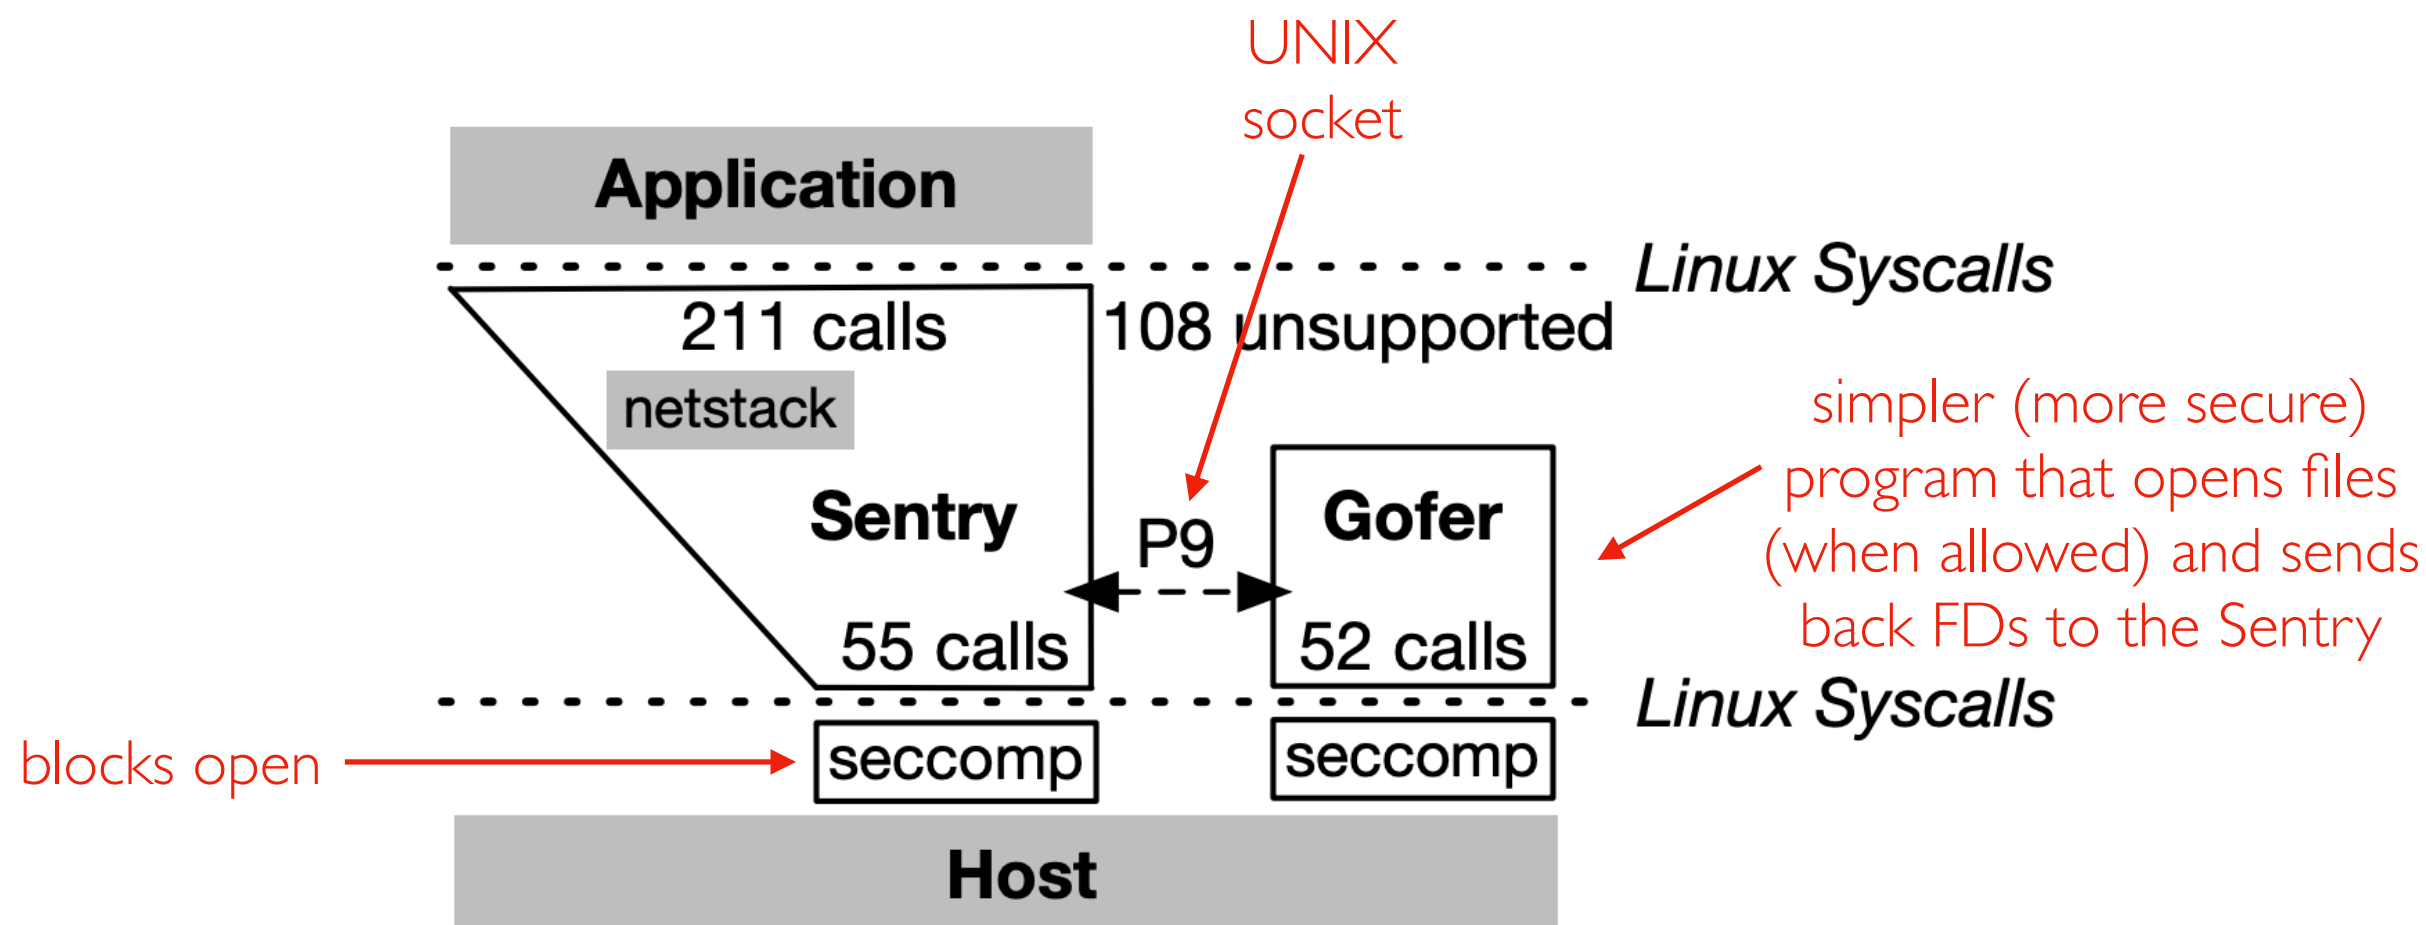 UNIX
socket
Application
Linux Syscalls
211 calls
108 unsupported
netstack
simpler (more secure)
program that opens files
(when allowed) and sends
back FDs to the Sentry
Sentry
P9
Gofer
55 calls
52 calls
Linux Syscalls
blocks open
seccomp
seccomp
Host